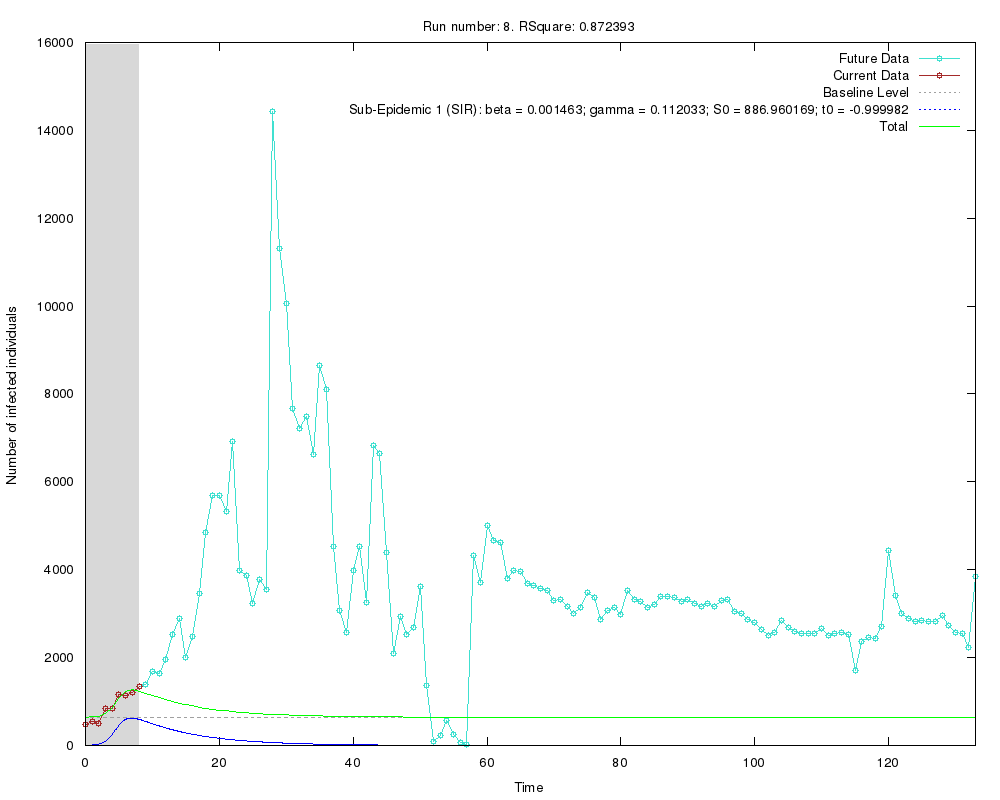 Run number: 8. RSquare: 0.872393
16000
14000
12000
10000
8000
6000
4000
2000
0
Number of infected individuals
Future Data
Current Data
Baseline Level
Sub-Epidemic 1 (SIR): beta = 0.001463; gamma = 0.112033; S0 = 886.960169; t0 = -0.999982
Total
0 20 40 60 80 100 120
Time